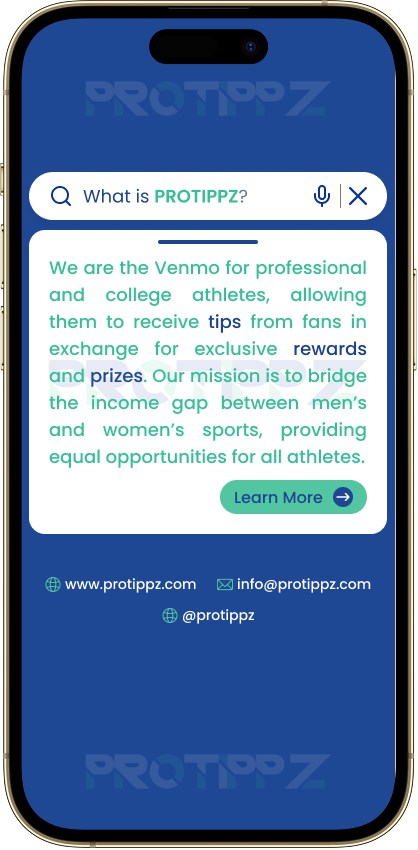 PROTIPPZ
What is PROTIPPZ?
We are the Venmo for professional
and college athletes, allowing
them to receive tips from fans in
exchange for exclusive rewards
and prizes. Our mission is to bridge
the income gap between men’s
and women’s sports, providing
equal opportunities for all athletes.
PROTIPPZ
Learn More
www.protippz.com info@protippz.com
@protippz
PROTIPPZ